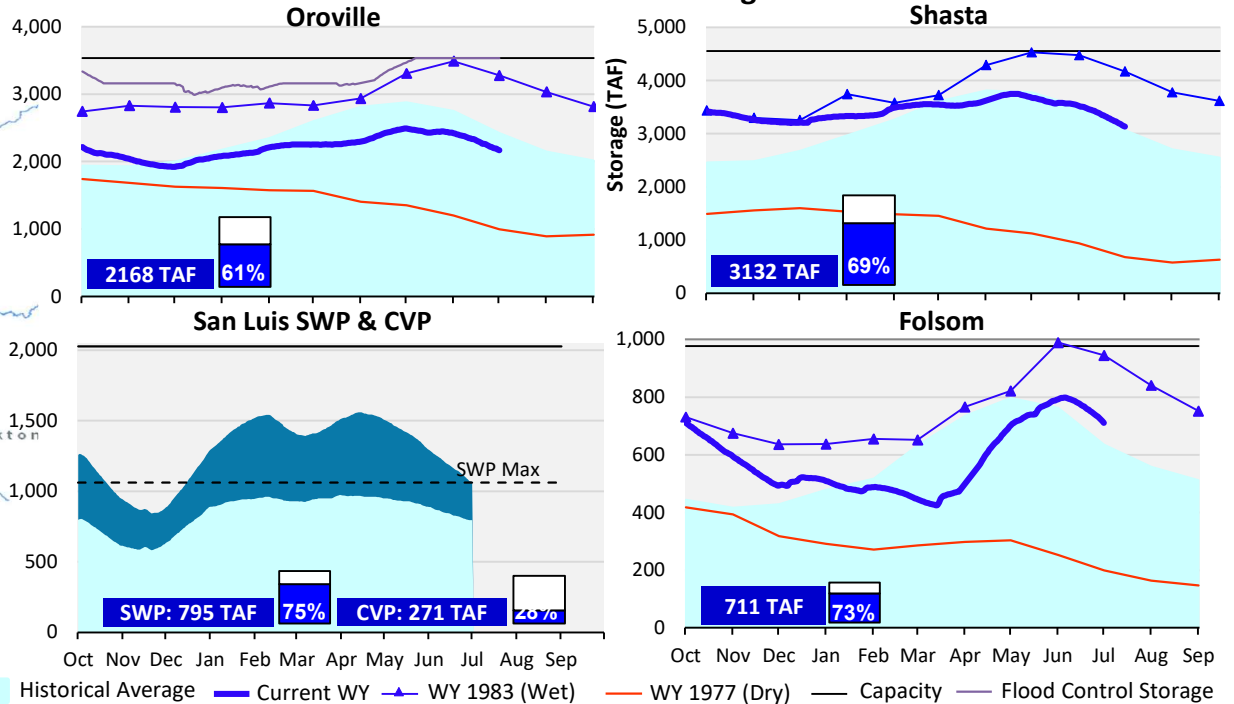 Oroville
4,000
3,000
2,000
1,000
0
2168 TAF
61%
Shasta
Storage (TAF)
5,000
4,000
3,000
2,000
1,000
0
3132 TAF
69%
San Luis SWP & CVP
2,000
1,500
1,000
500
0
SWP Max
SWP: 795 TAF
75%
CVP: 271 TAF
28%
Oct Nov Dec Jan Feb Mar Apr May Jun Jul Aug Sep
Folsom
1,000
800
600
400
200
0
711 TAF
73%
Oct Nov Dec Jan Feb Mar Apr May Jun Jul Aug Sep
Historical Average Current WY WY 1983 (Wet) WY 1977 (Dry) Capacity Flood Control Storage